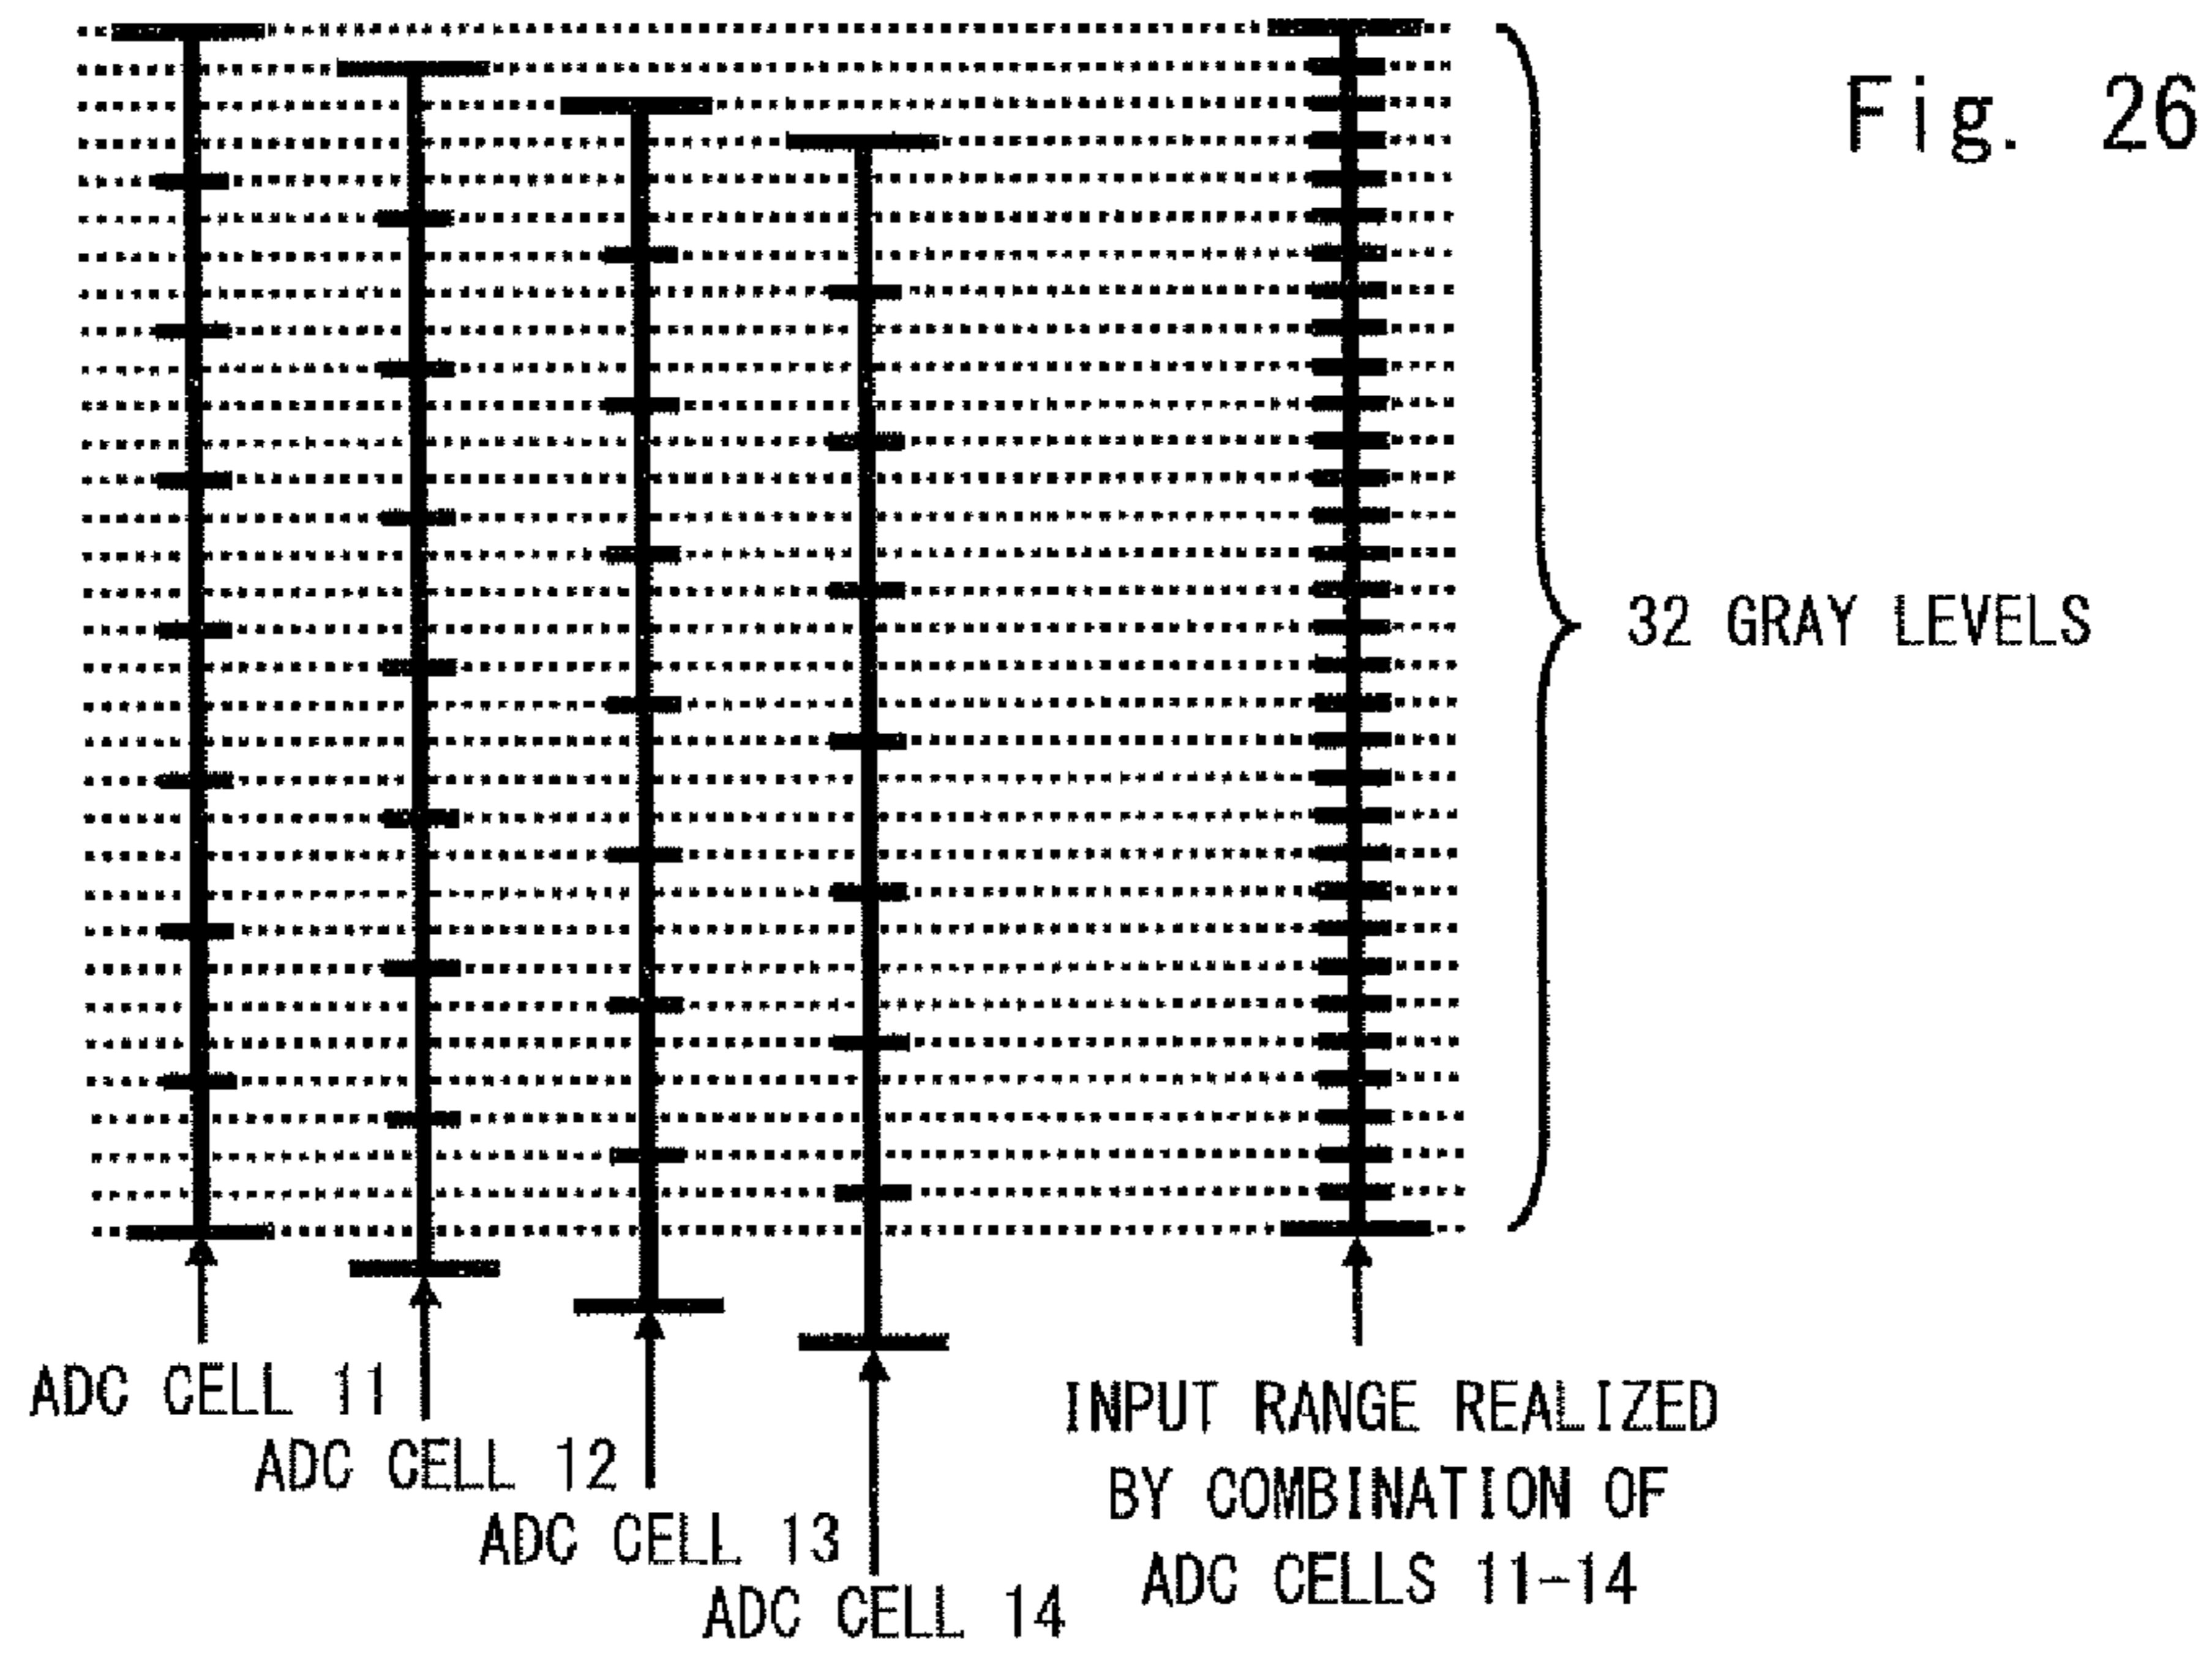 Fig. 26
32 GRAY LEVELS
ADC CELL 11
ADC CELL 12
ADC CELL 13
ADC CELL 14
INPUT RANGE REALIZED
BY COMBINATION OF
ADC CELLS 11-14